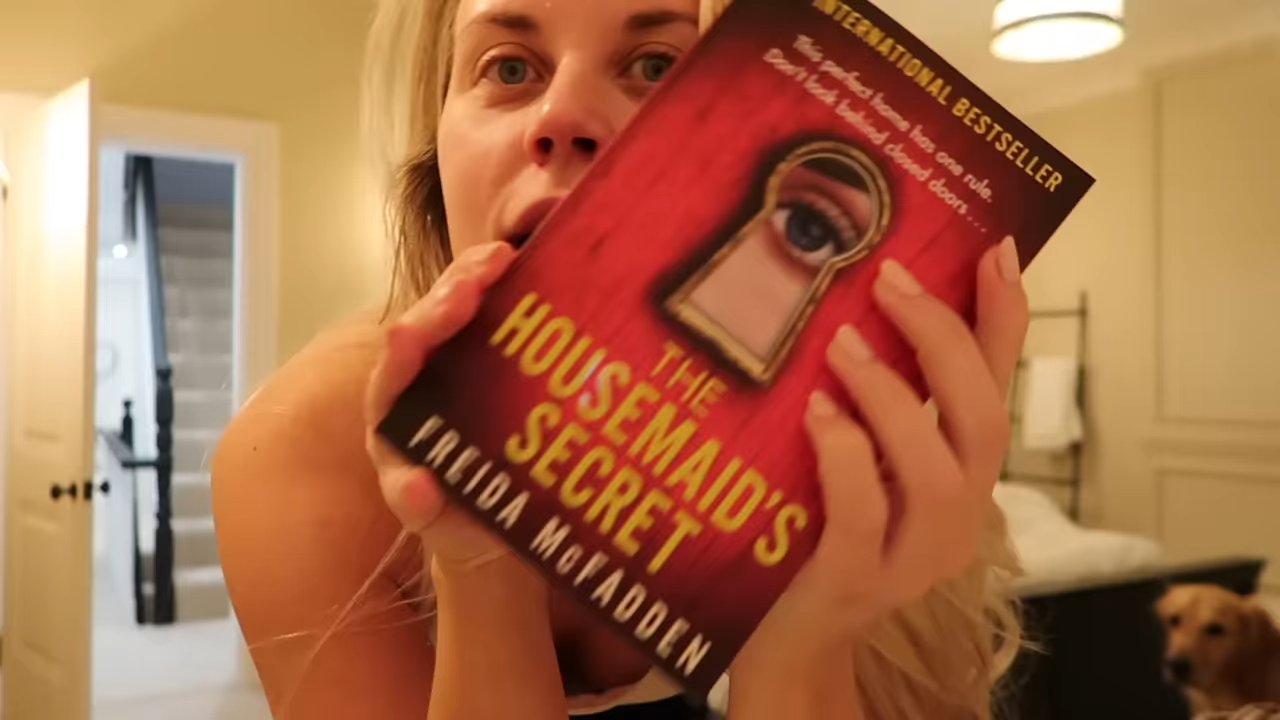 INTERNATIONAL BESTSELLER
This perfect home has one rule.
Don't look behind closed doors...
THE
HOUSEMAID'S
SECRET
FREIDA McFADDEN